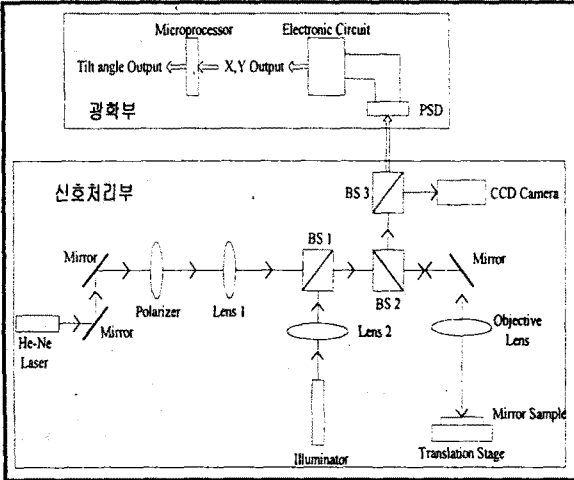 Microprocessor
Electronic Circuit
Tilt angle Output
X,Y Output
광학부
PSD
신호처리부
BS 3
CCD Camera
BS 1
Mirror
Mirror
BS 2
Polarizer
Lens 1
Lens 2
He-Ne
Laser
Mirror
Objective
Lens
Mirror Sample
Translation Stage
Illuminator